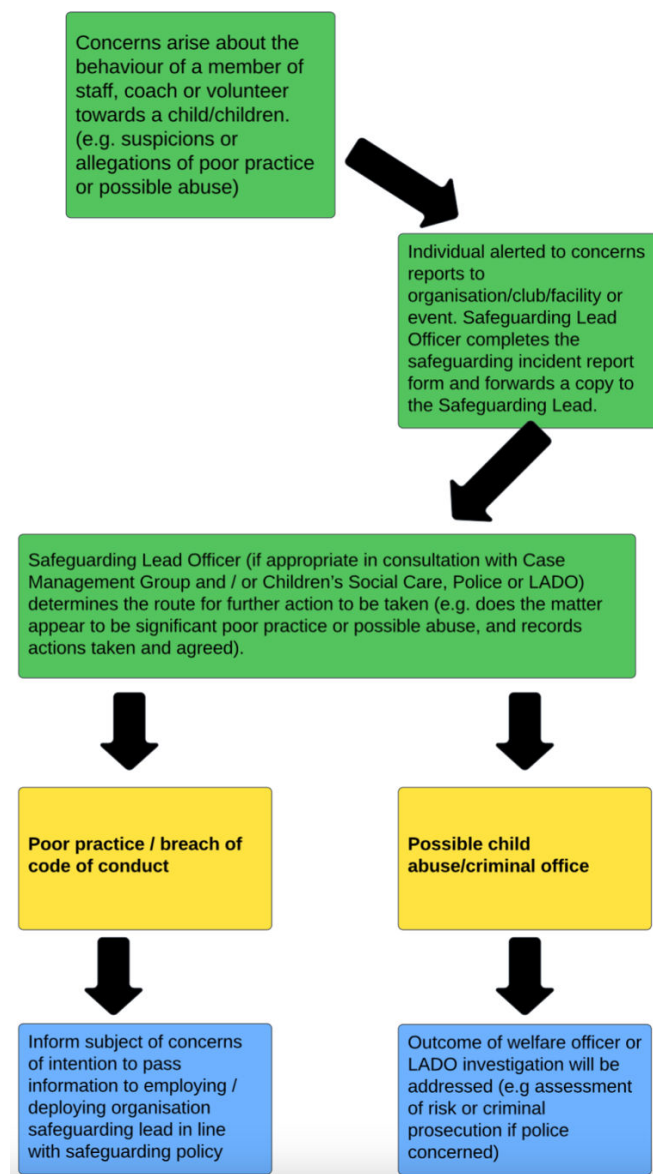 Concerns arise about the
behaviour of a member of
staff, coach or volunteer
towards a child/children.
(e.g. suspicions or
allegations of poor practice
or possible abuse)
Individual alerted to concerns
reports to
organisation/club/facility or
event. Safeguarding Lead
Officer completes the
safeguarding incident report
form and forwards a copy to
the Safeguarding Lead.
Safeguarding Lead Officer (if appropriate in consultation with Case
Management Group and / or Children's Social Care, Police or LADO)
determines the route for further action to be taken (e.g. does the matter
appear to be significant poor practice or possible abuse, and records
actions taken and agreed).
Poor practice / breach of
code of conduct
Possible child
abuse/criminal office
Inform subject of concerns
of intention to pass
information to employing /
deploying organisation
safeguarding lead in line
with safeguarding policy
Outcome of welfare officer or
LADO investigation will be
addressed (e.g assessment
of risk or criminal
prosecution if police
concerned)